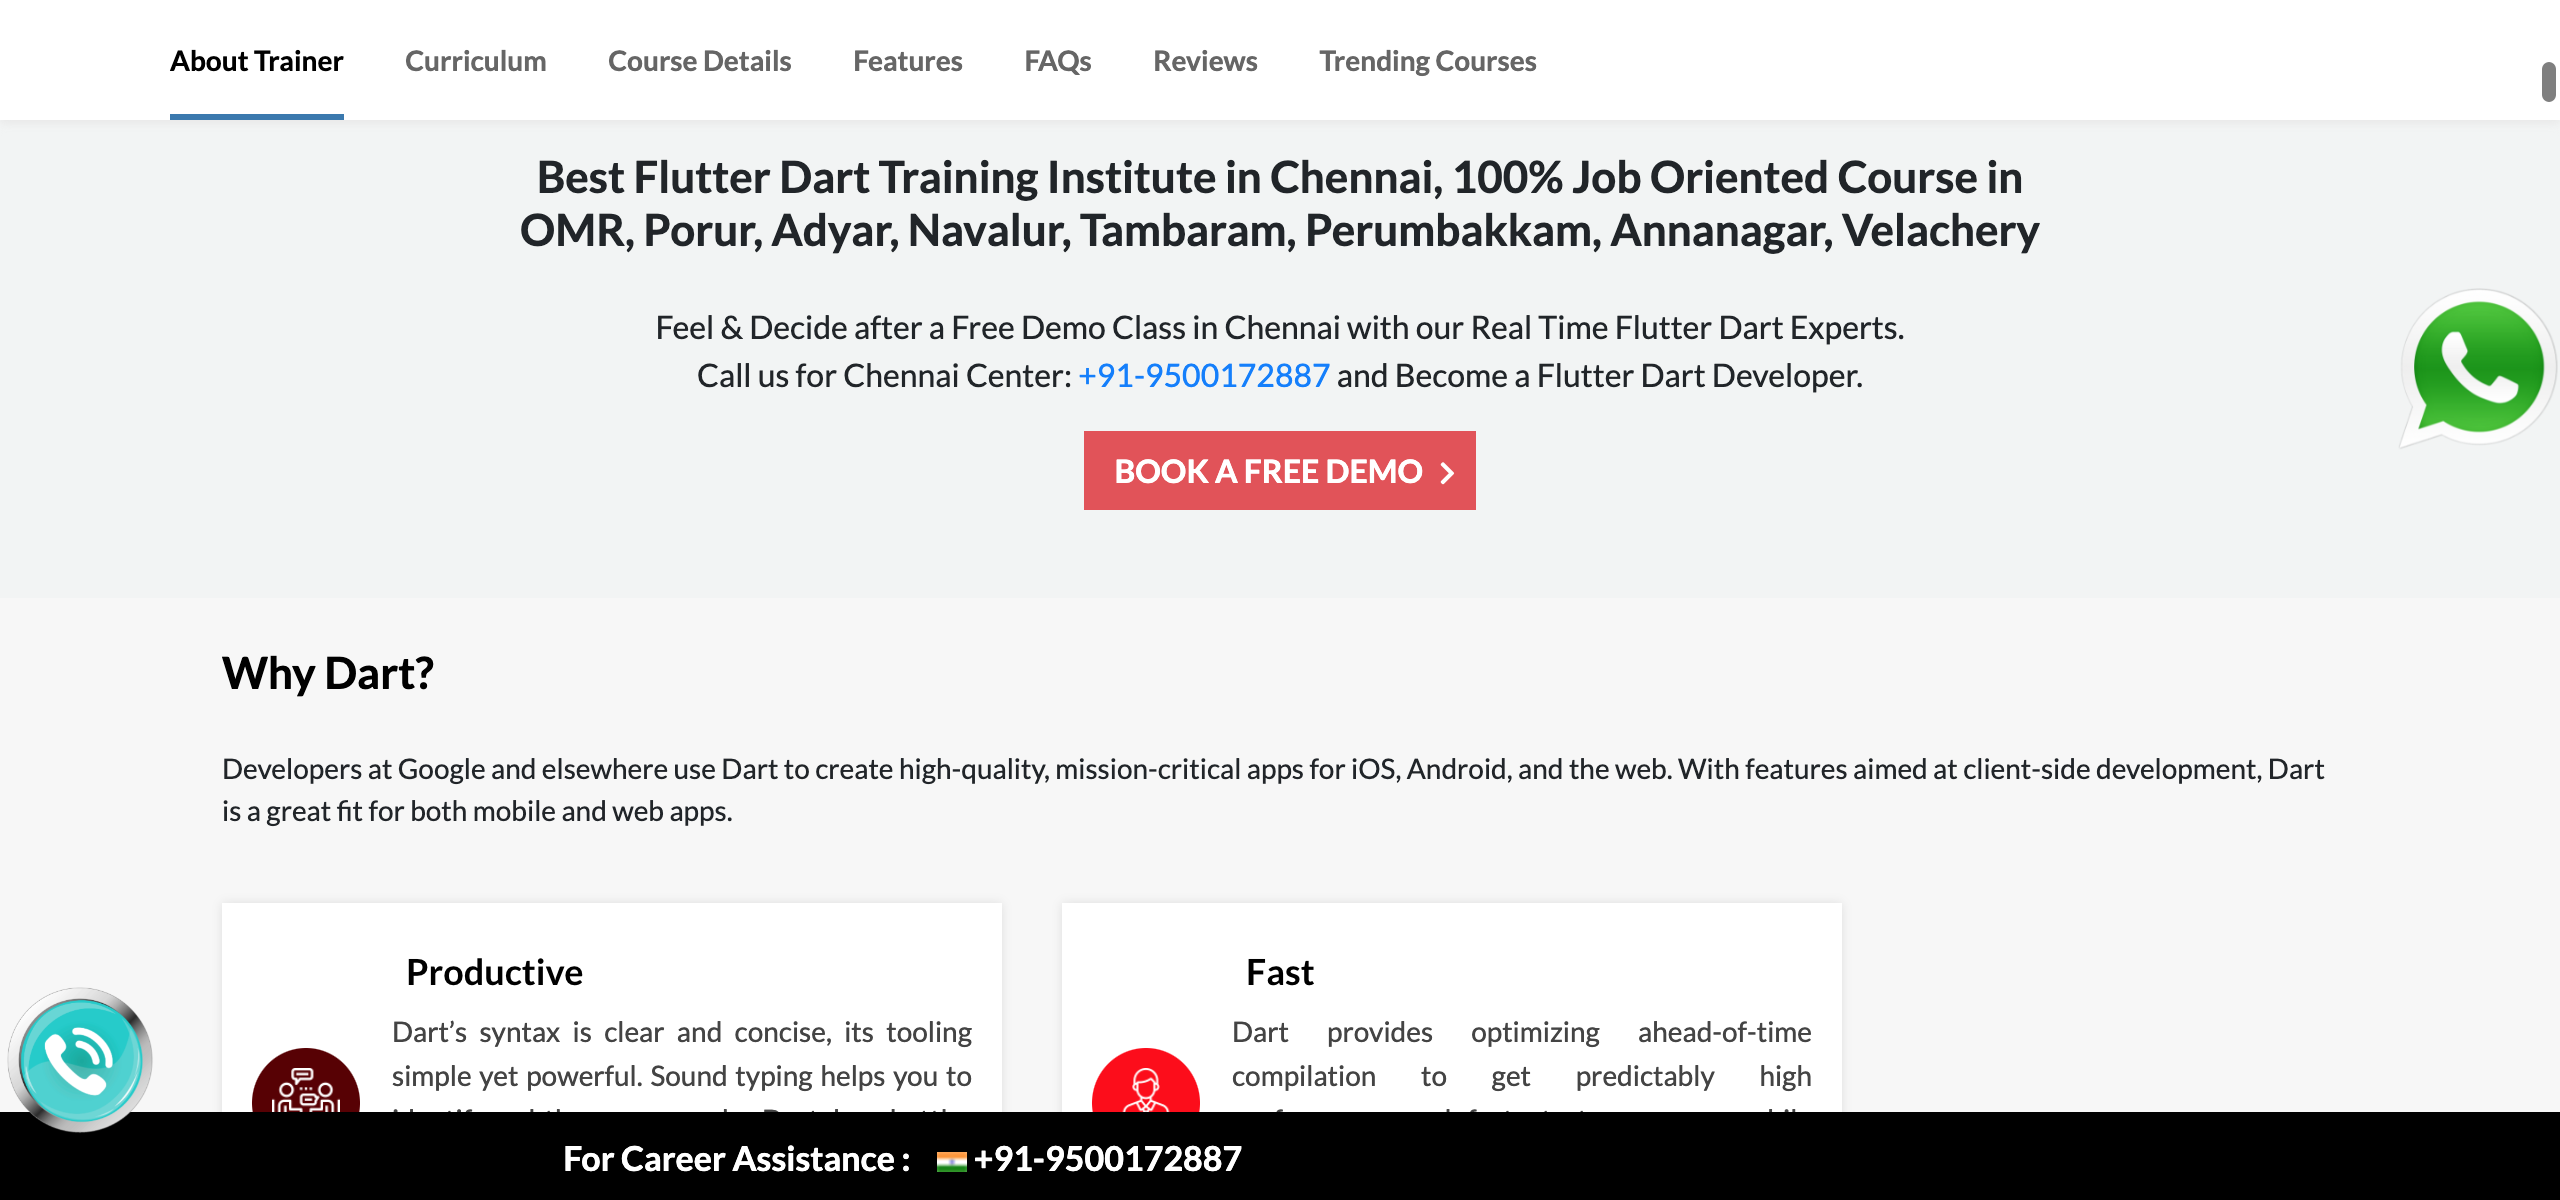 About Trainer
Curriculum
Course Details
Features
FAQs
Reviews
Trending Courses
Best Flutter Dart Training Institute in Chennai, 100% Job Oriented Course in
OMR, Porur, Adyar, Navalur, Tambaram, Perumbakkam, Annanagar, Velachery
Feel & Decide after a Free Demo Class in Chennai with our Real Time Flutter Dart Experts.
Call us for Chennai Center: +91-9500172887 and Become a Flutter Dart Developer.
BOOK A FREE DEMO
Why Dart?
Developers at Google and elsewhere use Dart to create high-quality, mission-critical apps for iOS, Android, and the web. With features aimed at client-side development, Dart
is a great fit for both mobile and web apps.
Productive
Dart’s syntax is clear and concise, its tooling
simple yet powerful. Sound typing helps you to
Fast
Dart provides optimizing ahead-of-time
compilation to get predictably high
For Career Assistance : +91-9500172887